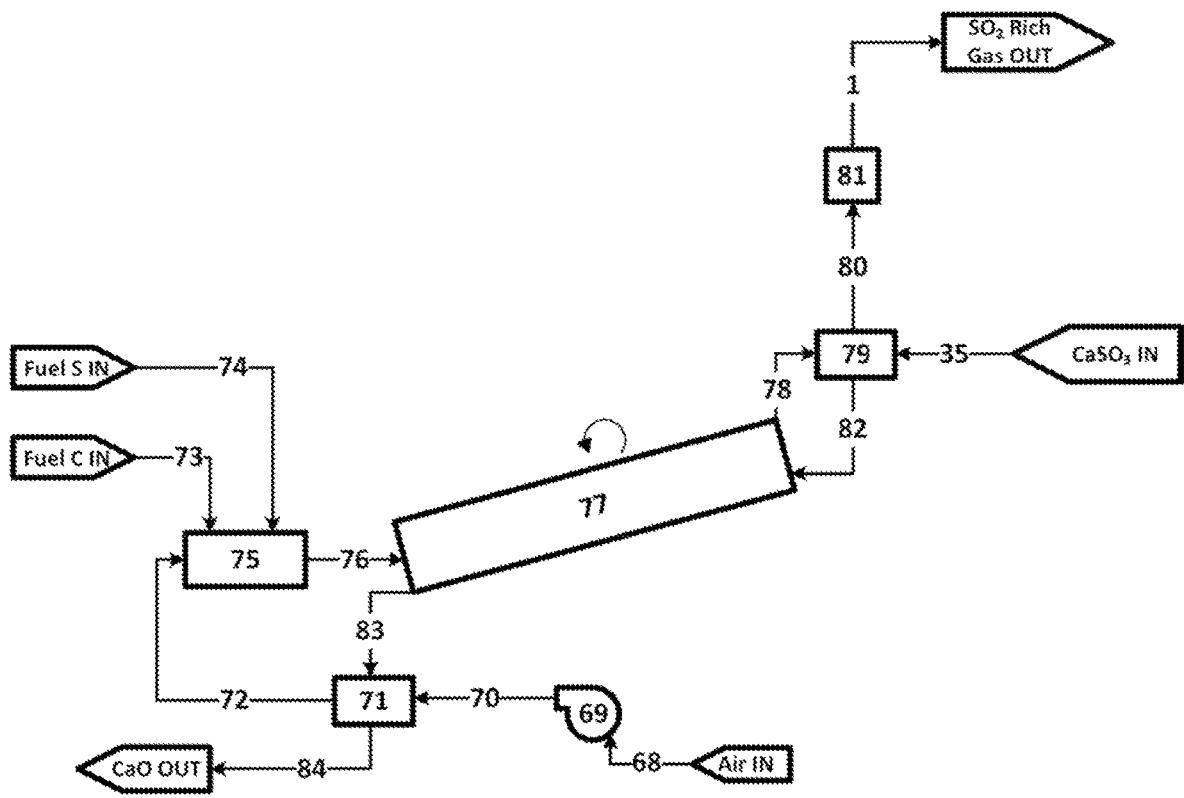 SO₂ Rich
Gas OUT
1
81
80
79
35
CaSO₃ IN
78
82
Fuel S IN
74
Fuel C IN
73
77
75
76
83
72
71
70
69
CaO OUT
84
68
Air IN